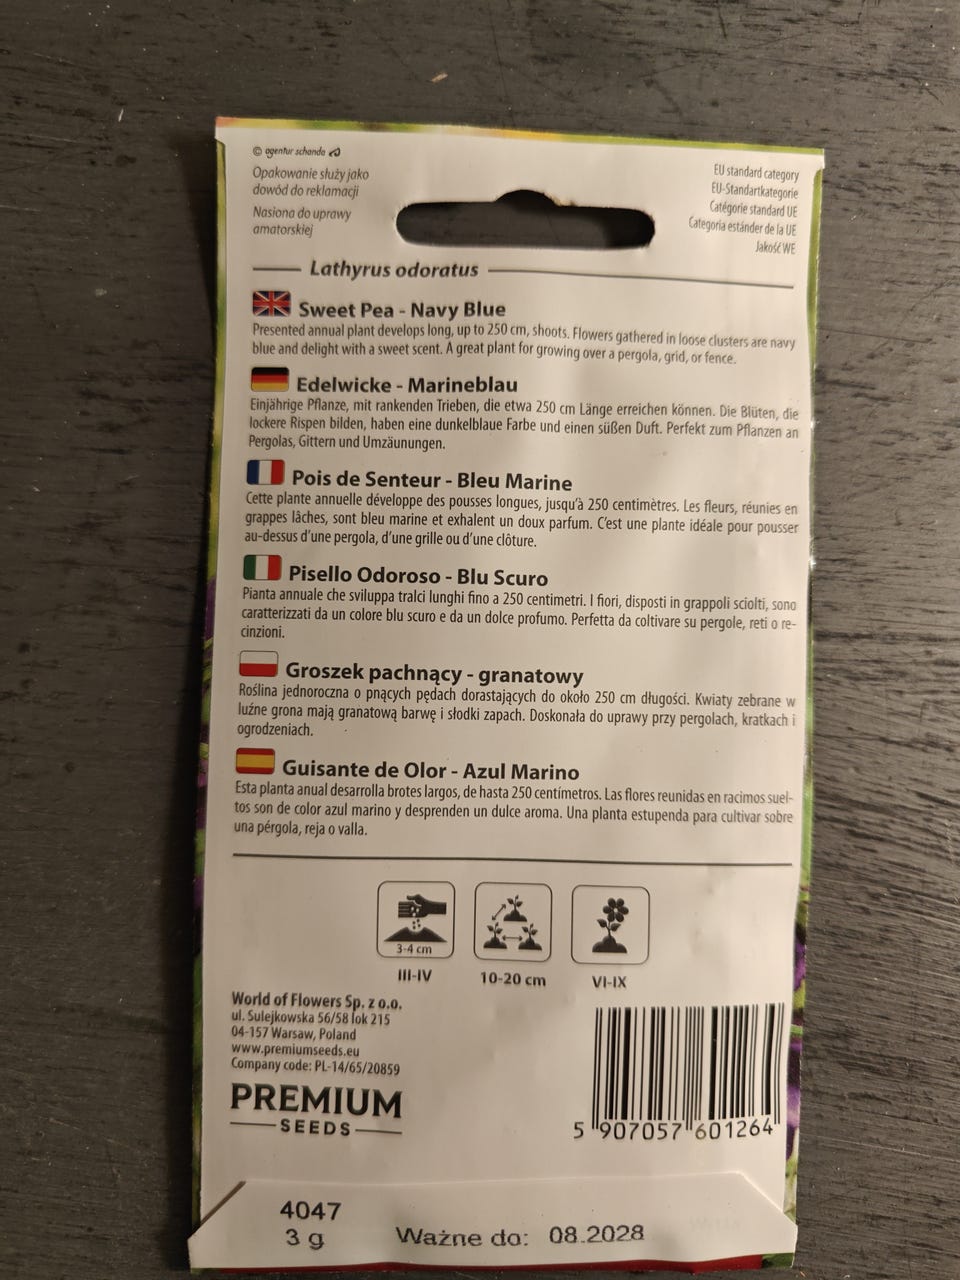 © agentur schanda
Opakowanie służy jako
dowód do reklamacji
Nasiona do uprawy
amatorskiej
EU standard category
EU-Standartkategorie
Catégorie standard UE
Categoria estánder de la UE
Jakość WE
Lathyrus odoratus
Sweet Pea - Navy Blue
Presented annual plant develops long, up to 250 cm, shoots. Flowers gathered in loose clusters are navy
blue and delight with a sweet scent. A great plant for growing over a pergola, grid, or fence.
Edelwicke - Marineblau
Einjährige Pflanze, mit rankenden Trieben, die etwa 250 cm Länge erreichen können. Die Blüten, die
lockere Rispen bilden, haben eine dunkelblaue Farbe und einen süßen Duft. Perfekt zum Pflanzen an
Pergolas, Gittern und Umzäunungen.
Pois de Senteur - Bleu Marine
Cette plante annuelle développe des pousses longues, jusqu'à 250 centimètres. Les fleurs, réunies en
grappes lâches, sont bleu marine et exhalent un doux parfum. C'est une plante idéale pour pousser
au-dessus d'une pergola, d'une grille ou d'une clôture.
Pisello Odoroso - Blu Scuro
Pianta annuale che sviluppa tralci lunghi fino a 250 centimetri. I fiori, disposti in grappoli sciolti, sono
caratterizzati da un colore blu scuro e da un dolce profumo. Perfetta da coltivare su pergole, reti o re-
cinzioni.
Groszek pachnący - granatowy
Roślina jednoroczna o pnących pędach dorastających do około 250 cm długości. Kwiaty zebrane w
luźne grona mają granatową barwę i słodki zapach. Doskonała do uprawy przy pergolach, kratkach i
ogrodzeniach.
Guisante de Olor - Azul Marino
Esta planta anual desarrolla brotes largos, de hasta 250 centímetros. Las flores reunidas en racimos suel-
tos son de color azul marino y desprenden un dulce aroma. Una planta estupenda para cultivar sobre
una pérgola, reja o valla.
3-4 cm
III-IV
10-20 cm
VI-IX
World of Flowers Sp. z o.o.
ul. Sulejkowska 56/58 lok 215
04-157 Warsaw, Poland
www.premiumseeds.eu
Company code: PL-14/65/20859
PREMIUM
SEEDS
5 907057 601264
4047
3 g
Ważne do: 08.2028